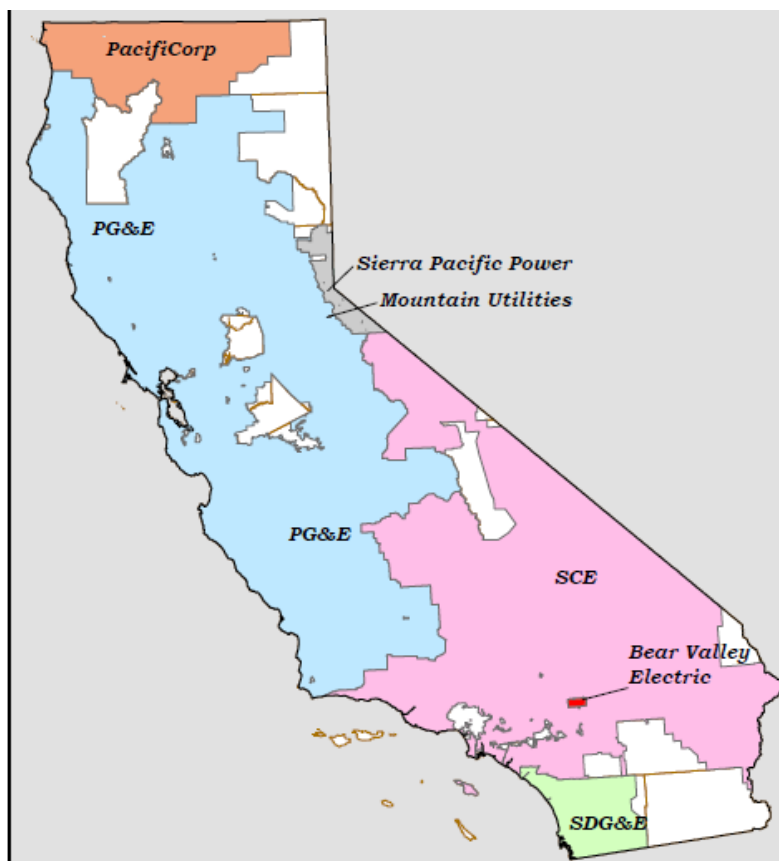 PacifiCorp
PG&E
Sierra Pacific Power
Mountain Utilities
PG&E
SCE
Bear Valley
Electric
SDG&E